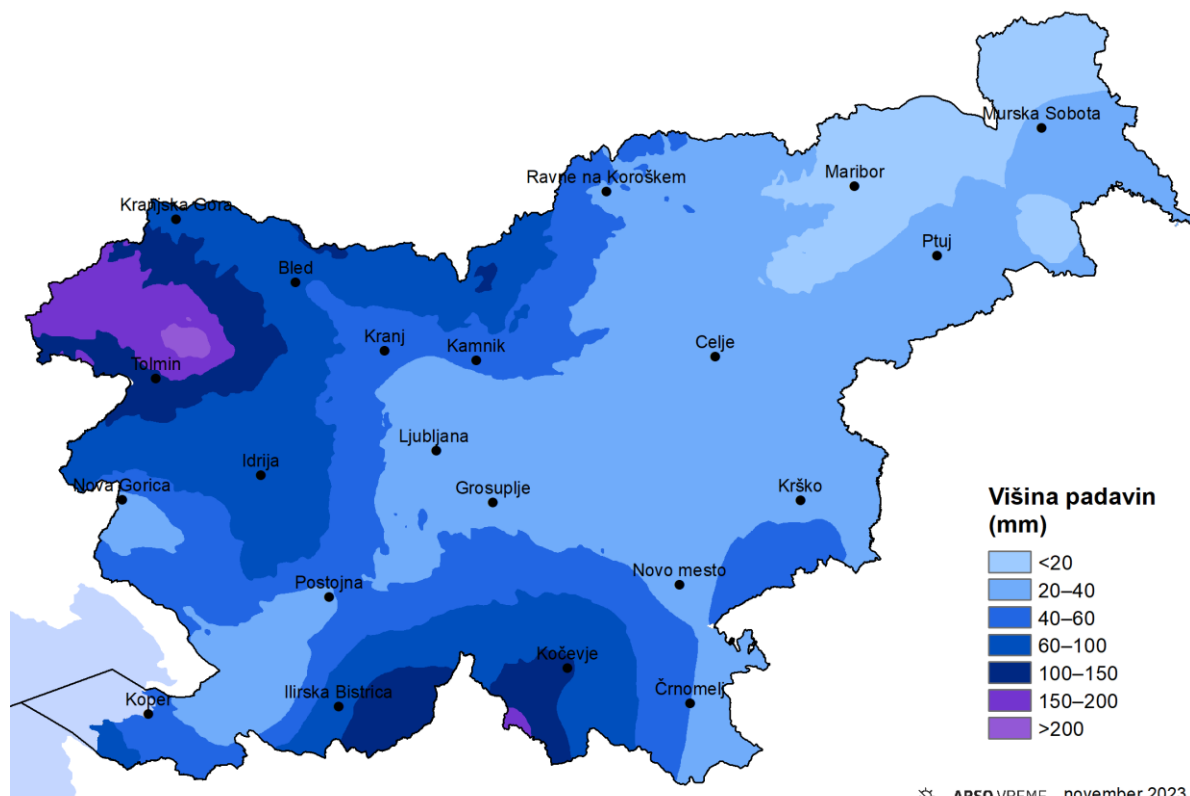 Murska Sobota
Maribor
Ravne na Koroškem
Kranjska Gora
Ptuj
Bled
Kranj
Kamnik
Celje
Tolmin
Ljubljana
Idrija
Nova Gorica
Grosuplje
Krško
Višina padavin
(mm)
<20
20–40
40–60
60–100
100–150
150–200
>200
Novo mesto
Postojna
Kočevje
Koper
Ilirska Bistrica
Črnomelj
ARSO VREME november 2023